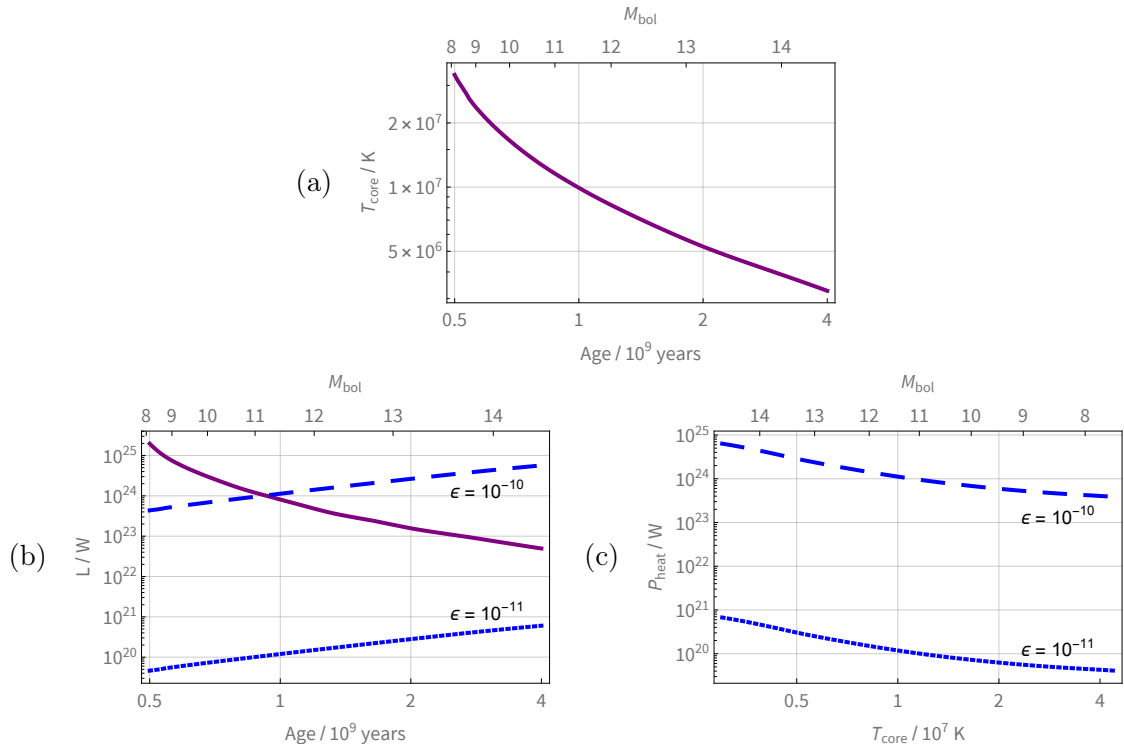 M_bol
8 9 10 11 12 13 14
2 × 10^7
1 × 10^7
5 × 10^6
T_core / K
(a)
0.5 1 2 4
Age / 10^9 years
M_bol
8 9 10 11 12 13 14
10^25
10^24
10^23
10^22
10^21
10^20
L / W
(b)
ϵ = 10^-10
ϵ = 10^-11
0.5 1 2 4
Age / 10^9 years
M_bol
14 13 12 11 10 9 8
10^25
10^24
10^23
10^22
10^21
10^20
P_heat / W
(c)
ϵ = 10^-10
ϵ = 10^-11
0.5 1 2 4
T_core / 10^7 K